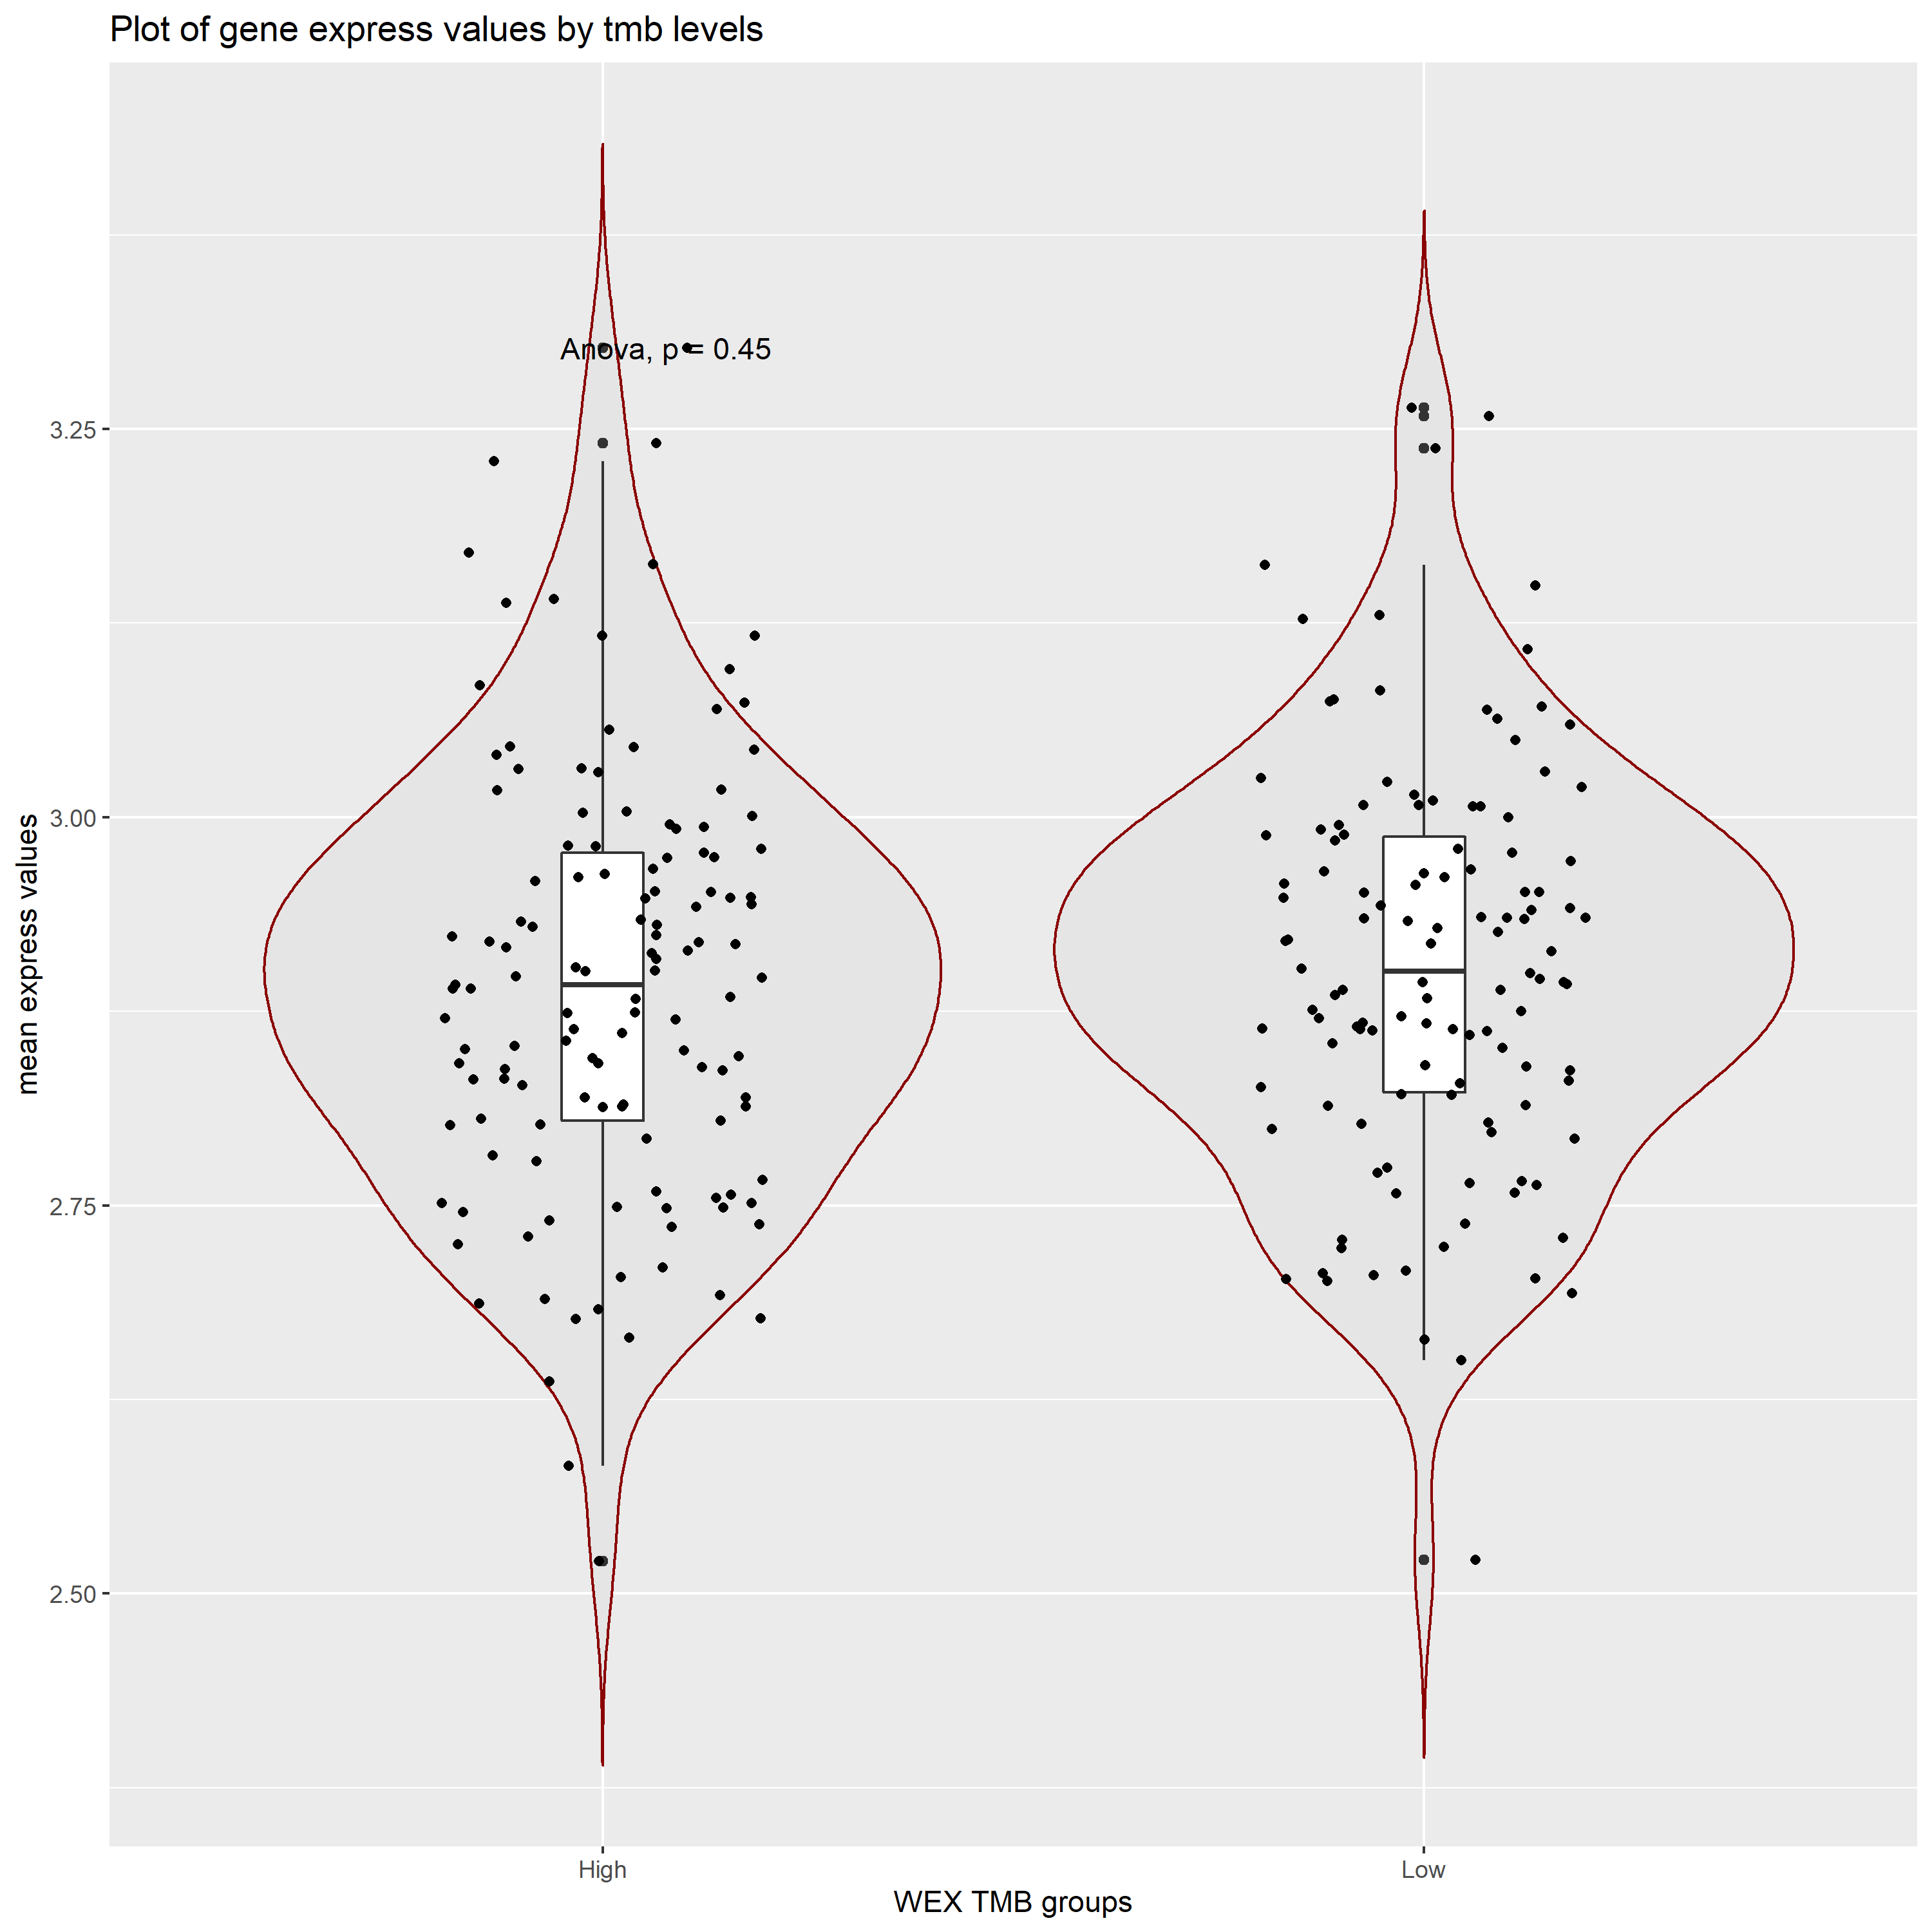 Plot of gene express values by tmb levels
Anova, p = 0.45
3.25
3.00
2.75
2.50
mean express values
High
Low
WEX TMB groups